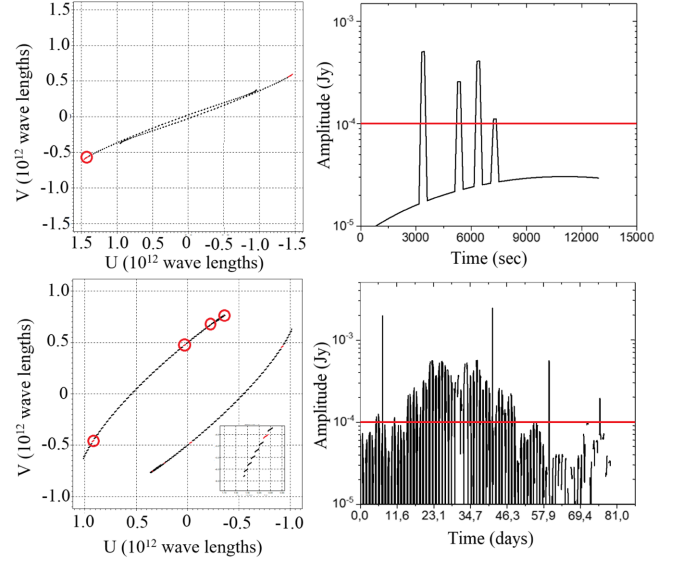 1.5
1.0
0.5
0
-0.5
-1.0
-1.5
V (10¹² wave lengths)
1.5 1.0 0.5 0 -0.5 -1.0 -1.5
U (10¹² wave lengths)
10⁻³
10⁻⁴
10⁻⁵
Amplitude (Jy)
0 3000 6000 9000 12000 15000
Time (sec)
1.0
0.5
0
-0.5
-1.0
V (10¹² wave lengths)
1.0 0.5 0 -0.5 -1.0
U (10¹² wave lengths)
10⁻³
10⁻⁴
10⁻⁵
Amplitude (Jy)
0,0 11,6 23,1 34,7 46,3 57,9 69,4 81,0
Time (days)